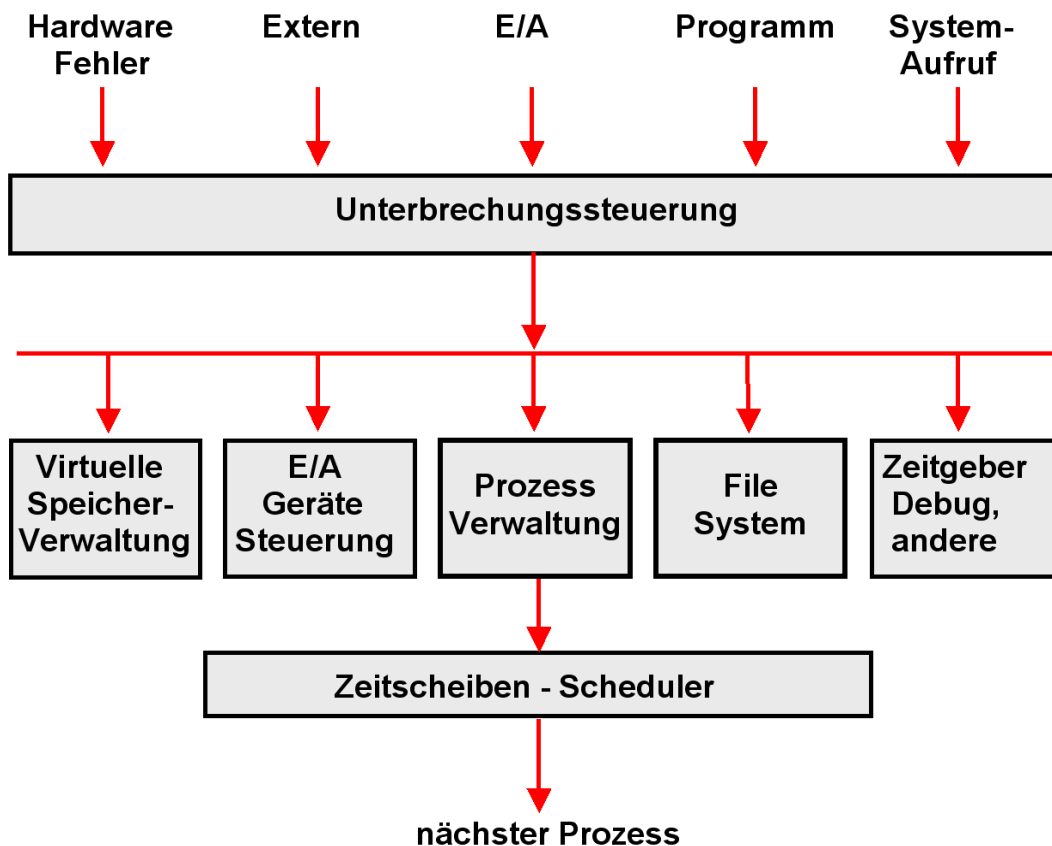 Hardware
Fehler
Extern
E/A
Programm
System-
Aufruf
Unterbrechungssteuerung
Virtuelle
Speicher-
Verwaltung
E/A
Geräte
Steuerung
Prozess
Verwaltung
File
System
Zeitgeber
Debug,
andere
Zeitscheiben - Scheduler
nächster Prozess